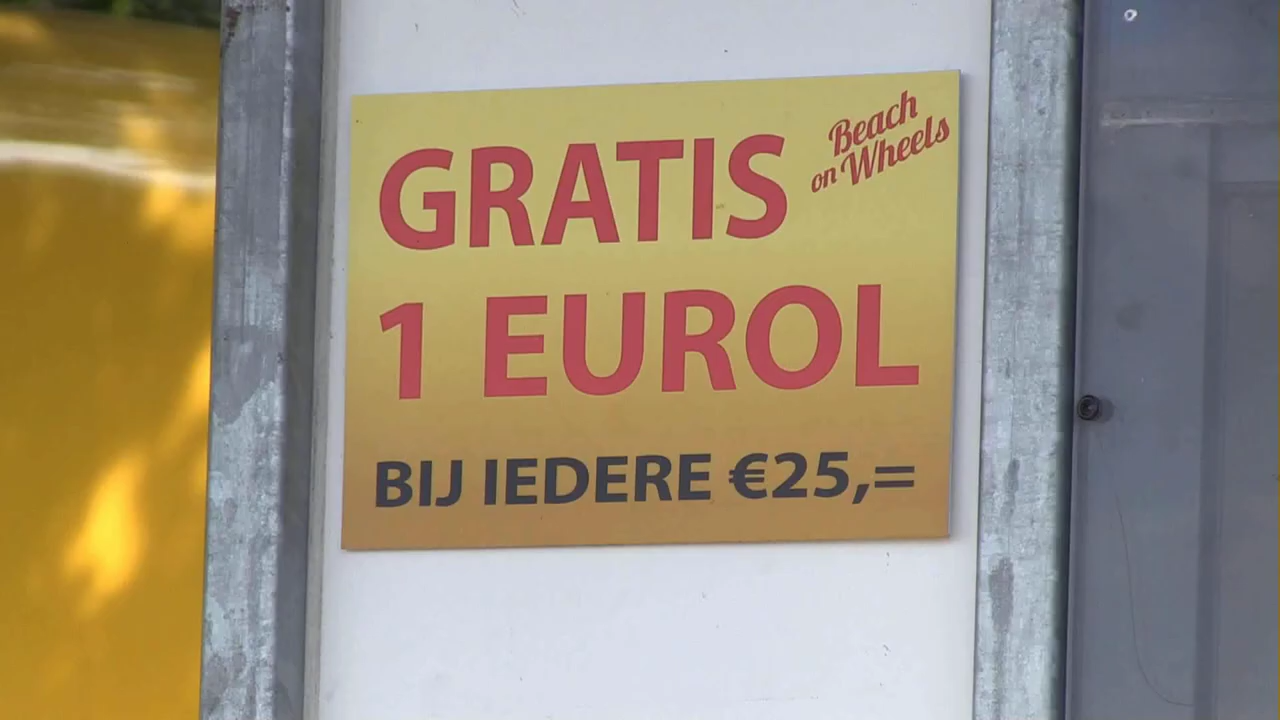 GRATIS
Beach
on Wheels
1 EUROL
BIJ IEDERE €25,=